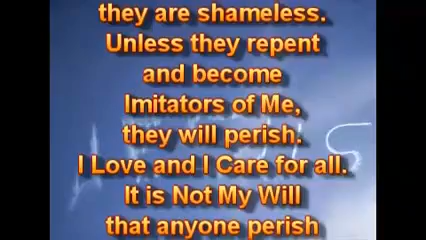 they are shameless.
Unless they repent
and become
Imitators of Me,
they will perish.
I Love and I Care for all.
It is Not My Will
that anyone perish